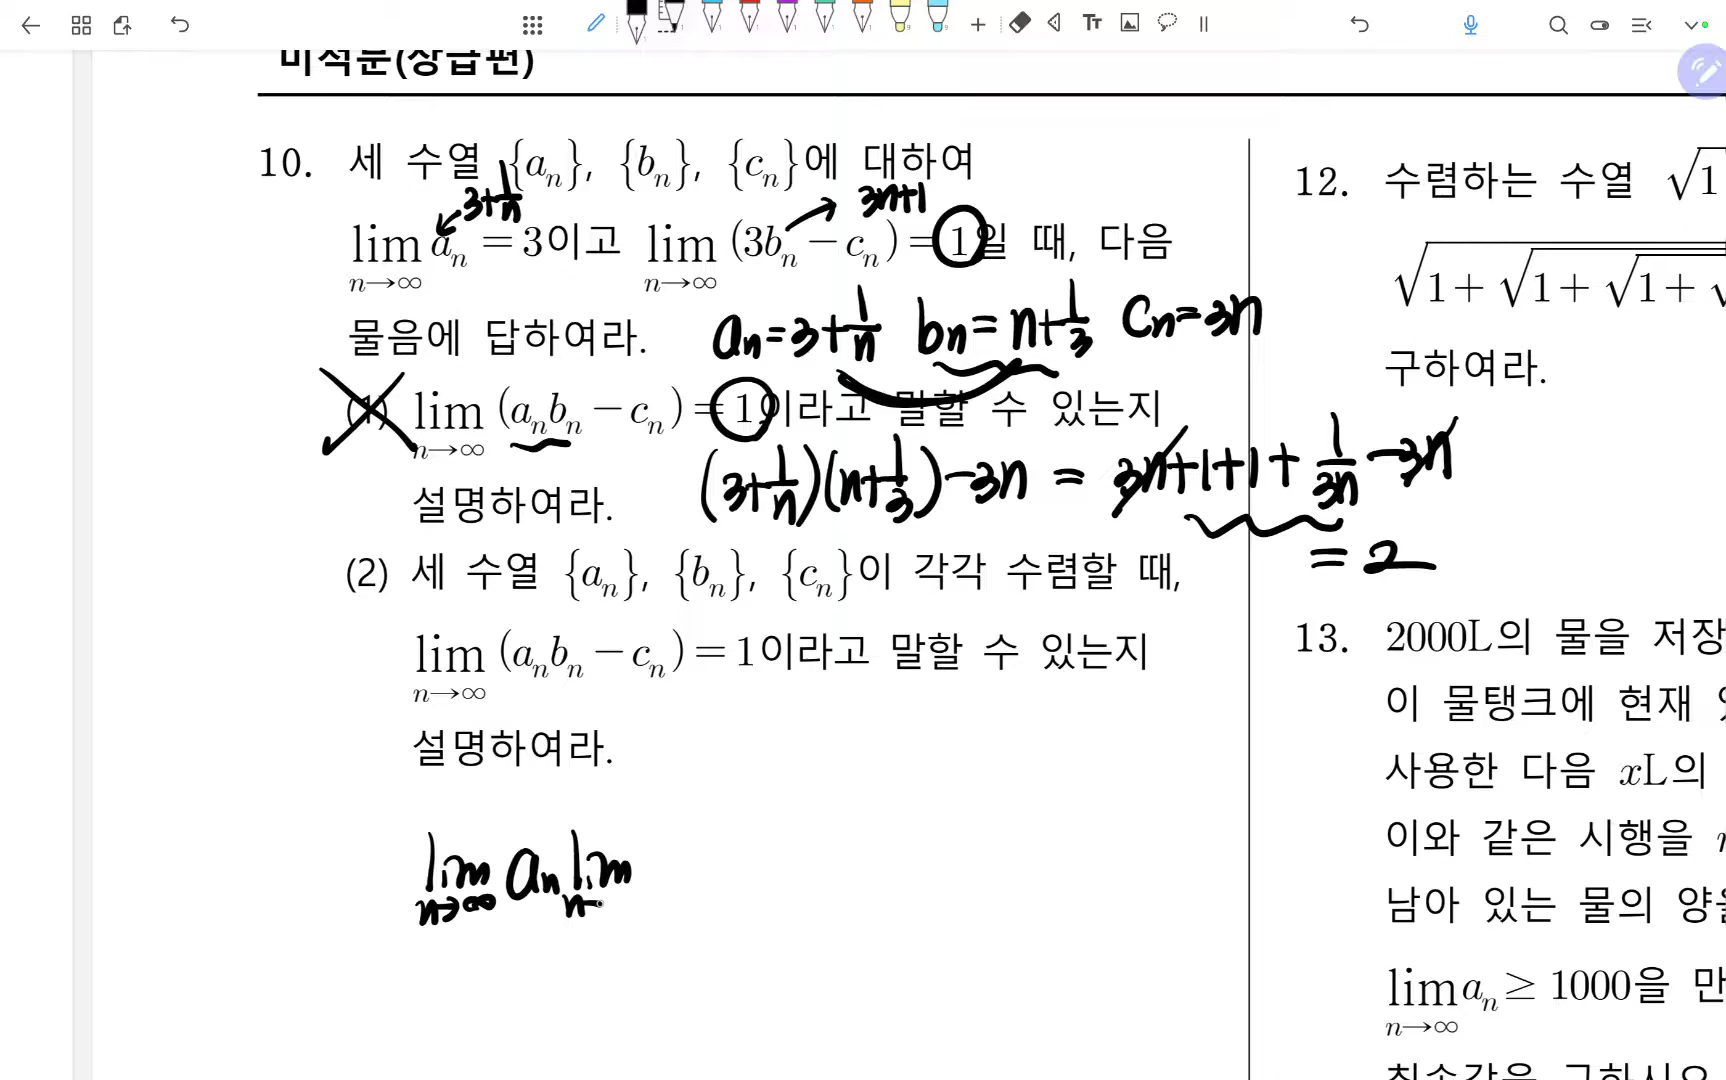 미적분(상급편)
10. 세 수열 {aₙ}, {bₙ}, {cₙ}에 대하여
3+1/n
3n+1
lim aₙ = 3이고 lim (3bₙ − cₙ) = 1일 때, 다음
n→∞ n→∞
물음에 답하여라.
aₙ = 3+1/n bₙ = n+1/3 cₙ = 3n
(1) lim (aₙbₙ − cₙ) = 1이라고 말할 수 있는지
n→∞
설명하여라.
(3+1/n)(n+1/3)−3n = 3n+1+1+1/3n−3n
= 2
(2) 세 수열 {aₙ}, {bₙ}, {cₙ}이 각각 수렴할 때,
lim (aₙbₙ − cₙ) = 1이라고 말할 수 있는지
n→∞
설명하여라.
lim aₙ lim
n→∞ n-
12. 수렴하는 수열 √1
√1+√1+√1+√
구하여라.
13. 2000L의 물을 저장
이 물탱크에 현재
사용한 다음 xL의
이와 같은 시행을
남아 있는 물의 양을
lim aₙ ≥ 1000을 만
n→∞